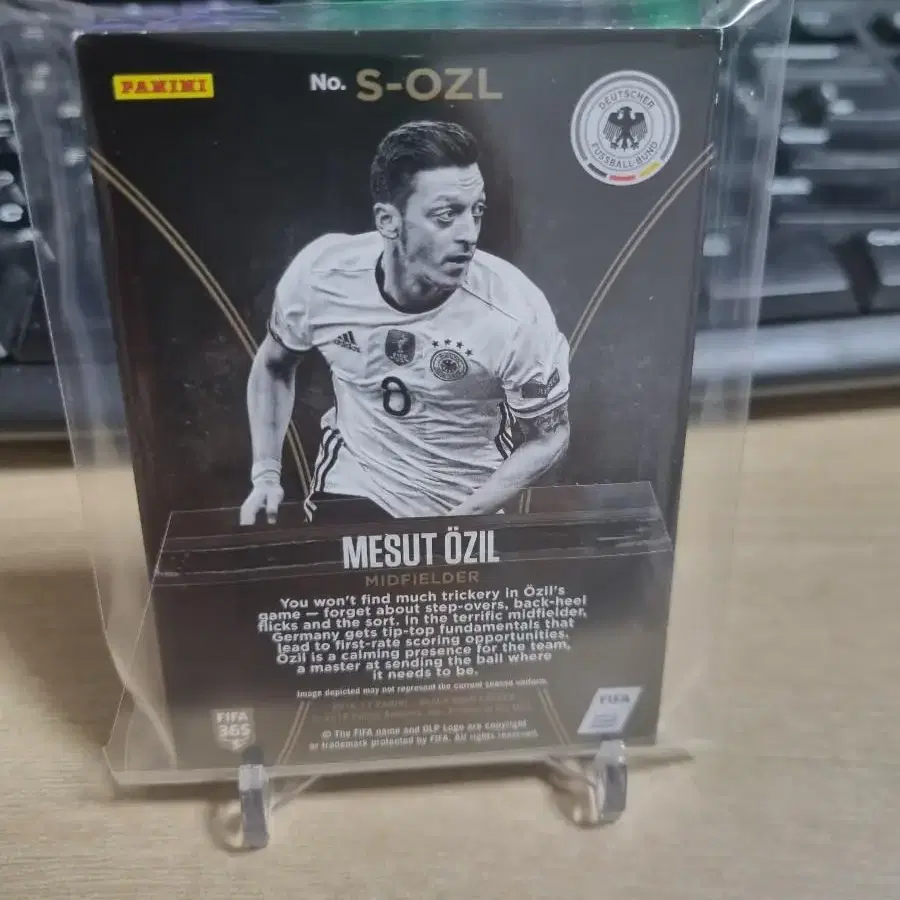 PANINI
No. S-OZL
DEUTSCHER
FUSSBALL-BUND
adidas
8
MESUT ÖZIL
MIDFIELDER
You won't find much trickery in Özil's
game — forget about step-overs, back-heel
flicks and the sort. In the terrific midfielder,
Germany gets tip-top fundamentals that
lead to first-rate scoring opportunities.
Özil is a calming presence for the team,
a master at sending the ball where
it needs to be.
Image depicted may not represent the current season uniform.
© The FIFA name and OLP Logo are copyright
or trademark protected by FIFA. All rights reserved.
FIFA
365
FIFA